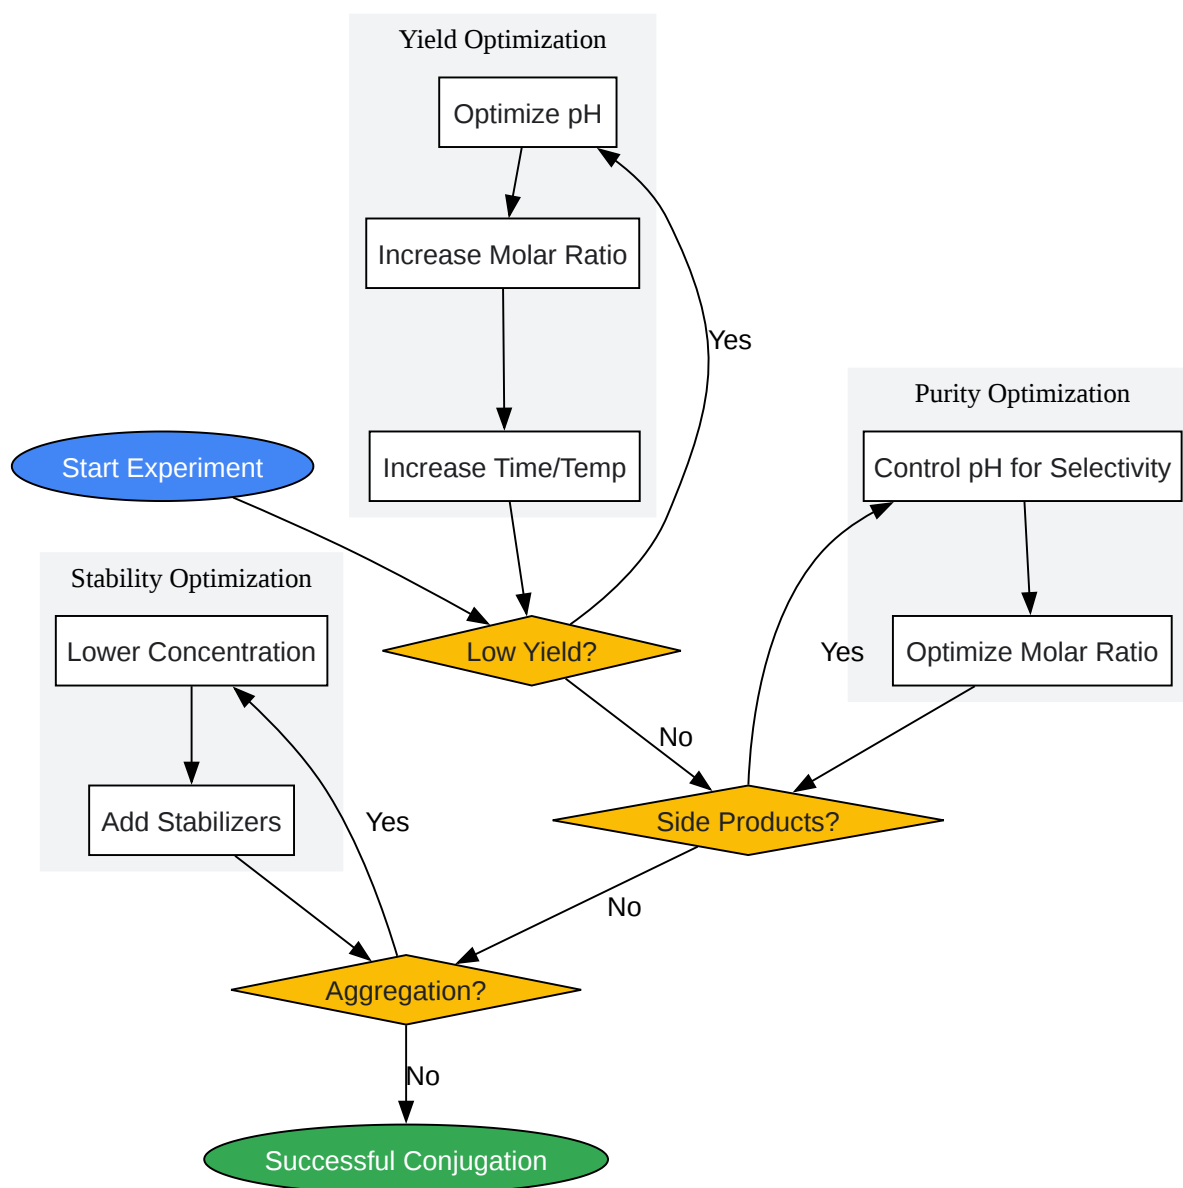 Yield Optimization
Optimize pH
Increase Molar Ratio
Yes
Purity Optimization
Start Experiment
Increase Time/Temp
Control pH for Selectivity
Stability Optimization
Lower Concentration
Low Yield?
Yes
Optimize Molar Ratio
No
Add Stabilizers
Yes
Side Products?
No
Aggregation?
No
Successful Conjugation